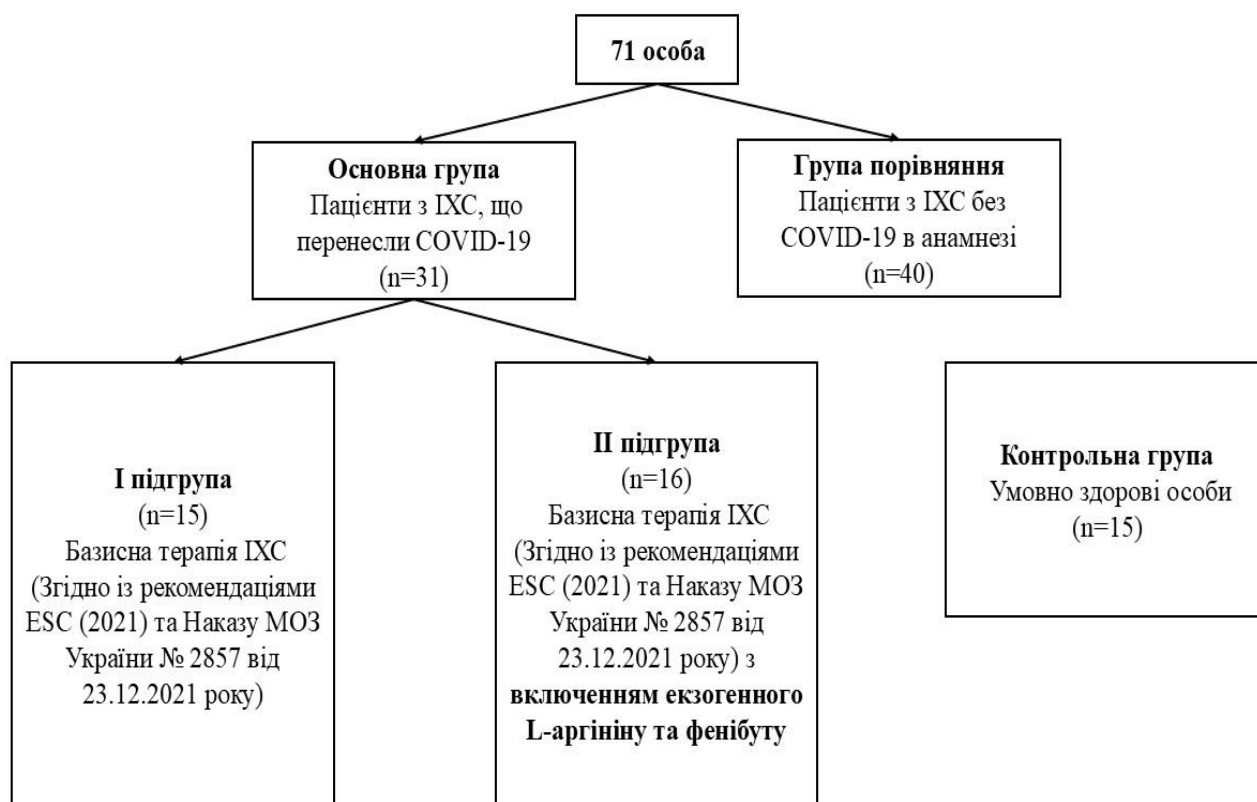 71 особа
Основна група
Пацієнти з ІХС, що
перенесли COVID-19
(n=31)
Група порівняння
Пацієнти з ІХС без
COVID-19 в анамнезі
(n=40)
І підгрупа
(n=15)
Базисна терапія ІХС
(Згідно із рекомендаціями
ESC (2021) та Наказу МОЗ
України № 2857 від
23.12.2021 року)
ІІ підгрупа
(n=16)
Базисна терапія ІХС
(Згідно із рекомендаціями
ESC (2021) та Наказу МОЗ
України № 2857 від
23.12.2021 року) з
включенням екзогенного
L-аргініну та фенібуту
Контрольна група
Умовно здорові особи
(n=15)